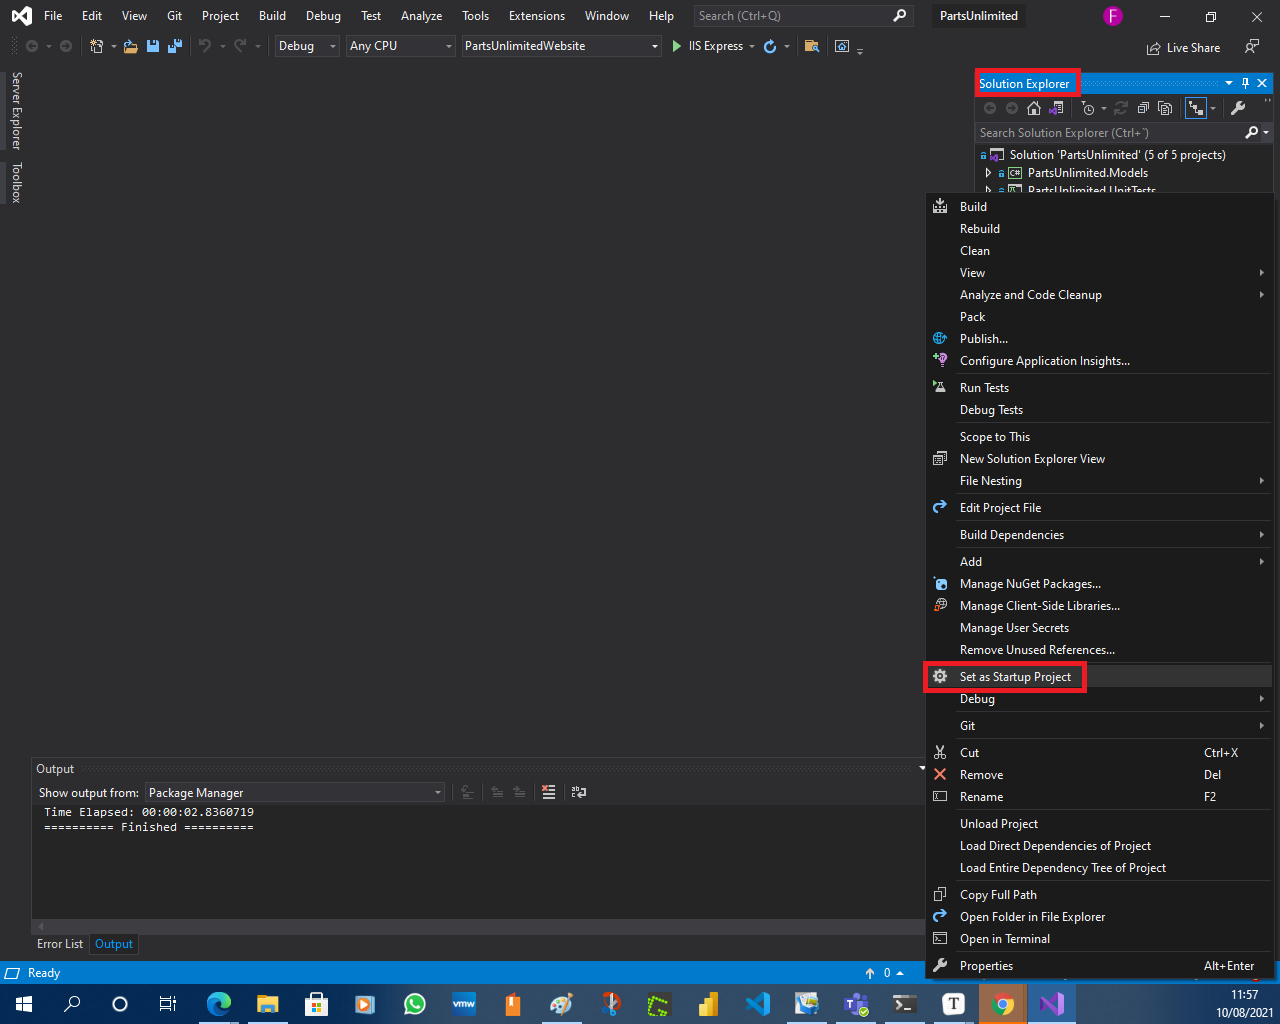 File Edit View Git Project Build Debug Test Analyze Tools Extensions Window Help Search (Ctrl+Q) PartsUnlimited F
Debug Any CPU PartsUnlimitedWebsite IIS Express Live Share
Server Explorer
Toolbox
Solution Explorer
Search Solution Explorer (Ctrl+¨)
Solution 'PartsUnlimited' (5 of 5 projects)
C# PartsUnlimited.Models
PartsUnlimited.UnitTests
Build
Rebuild
Clean
View
Analyze and Code Cleanup
Pack
Publish...
Configure Application Insights...
Run Tests
Debug Tests
Scope to This
New Solution Explorer View
File Nesting
Edit Project File
Build Dependencies
Add
Manage NuGet Packages...
Manage Client-Side Libraries...
Manage User Secrets
Remove Unused References...
Set as Startup Project
Debug
Git
Cut Ctrl+X
Remove Del
Rename F2
Unload Project
Load Direct Dependencies of Project
Load Entire Dependency Tree of Project
Copy Full Path
Open Folder in File Explorer
Open in Terminal
Properties Alt+Enter
Output
Show output from: Package Manager
Time Elapsed: 00:00:02.8360719
========== Finished ==========
Error List Output
Ready 0
vmw T 11:57
10/08/2021